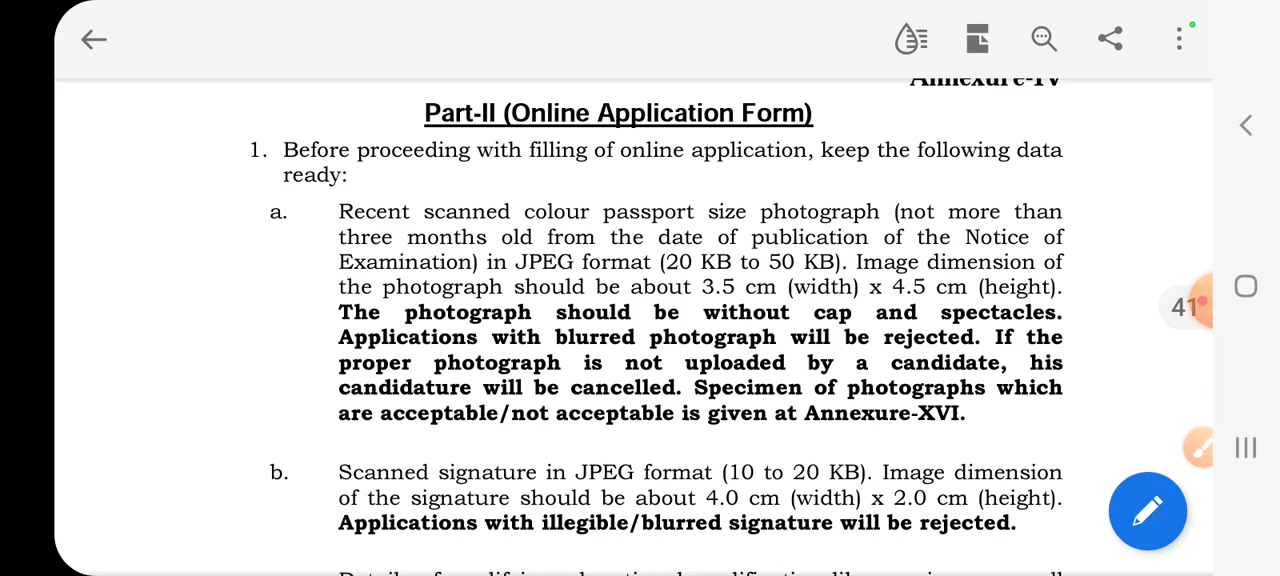 Annexure-IV
Part-II (Online Application Form)
1. Before proceeding with filling of online application, keep the following data
ready:
a. Recent scanned colour passport size photograph (not more than
three months old from the date of publication of the Notice of
Examination) in JPEG format (20 KB to 50 KB). Image dimension of
the photograph should be about 3.5 cm (width) x 4.5 cm (height).
The photograph should be without cap and spectacles.
Applications with blurred photograph will be rejected. If the
proper photograph is not uploaded by a candidate, his
candidature will be cancelled. Specimen of photographs which
are acceptable/not acceptable is given at Annexure-XVI.
41
b. Scanned signature in JPEG format (10 to 20 KB). Image dimension
of the signature should be about 4.0 cm (width) x 2.0 cm (height).
Applications with illegible/blurred signature will be rejected.